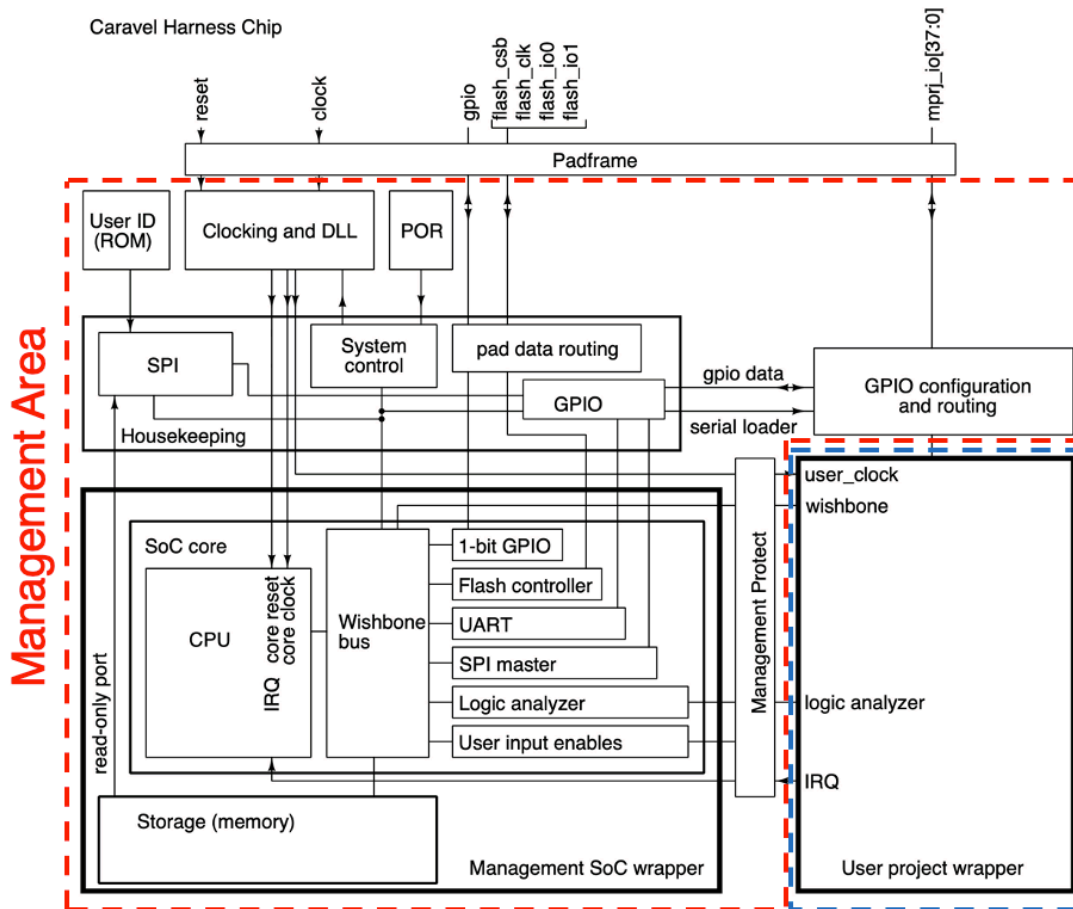 Caravel Harness Chip
reset
clock
gpio
flash_csb
flash_clk
flash_io0
flash_io1
mprj_io[37:0]
Padframe
Management Area
User ID
(ROM)
Clocking and DLL
POR
SPI
System
control
pad data routing
GPIO
Housekeeping
gpio data
serial loader
GPIO configuration
and routing
user_clock
wishbone
SoC core
CPU
core reset
core clock
IRQ
Wishbone
bus
1-bit GPIO
Flash controller
UART
SPI master
Logic analyzer
User input enables
Management Protect
logic analyzer
IRQ
read-only port
Storage (memory)
Management SoC wrapper
User project wrapper